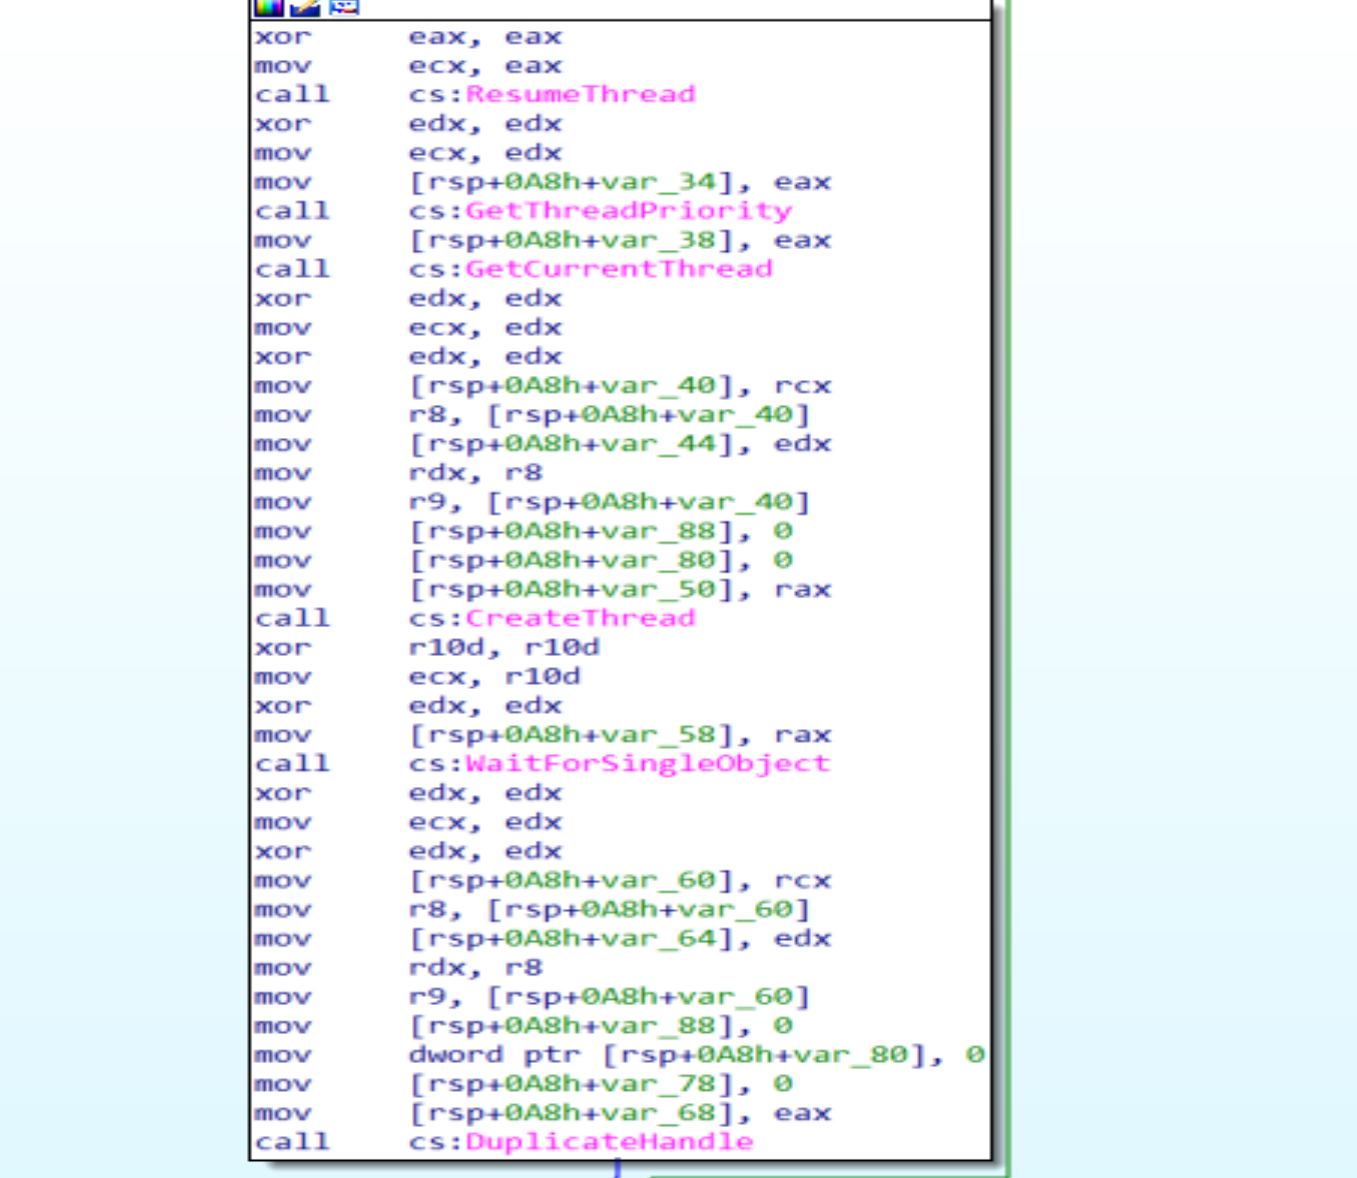 xor eax, eax
mov ecx, eax
call cs:ResumeThread
xor edx, edx
mov ecx, edx
mov [rsp+0A8h+var_34], eax
call cs:GetThreadPriority
mov [rsp+0A8h+var_38], eax
call cs:GetCurrentThread
xor edx, edx
mov ecx, edx
xor edx, edx
mov [rsp+0A8h+var_40], rcx
mov r8, [rsp+0A8h+var_40]
mov [rsp+0A8h+var_44], edx
mov rdx, r8
mov r9, [rsp+0A8h+var_40]
mov [rsp+0A8h+var_88], 0
mov [rsp+0A8h+var_80], 0
mov [rsp+0A8h+var_50], rax
call cs:CreateThread
xor r10d, r10d
mov ecx, r10d
xor edx, edx
mov [rsp+0A8h+var_58], rax
call cs:WaitForSingleObject
xor edx, edx
mov ecx, edx
xor edx, edx
mov [rsp+0A8h+var_60], rcx
mov r8, [rsp+0A8h+var_60]
mov [rsp+0A8h+var_64], edx
mov rdx, r8
mov r9, [rsp+0A8h+var_60]
mov [rsp+0A8h+var_88], 0
mov dword ptr [rsp+0A8h+var_80], 0
mov [rsp+0A8h+var_78], 0
mov [rsp+0A8h+var_68], eax
call cs:DuplicateHandle